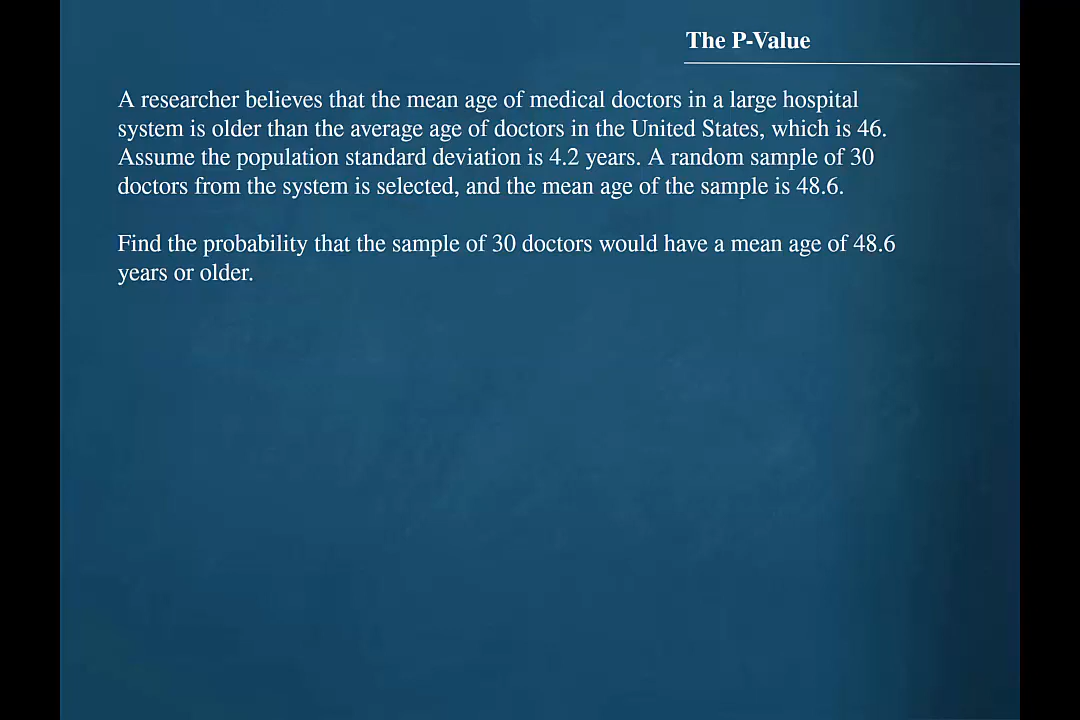 The P-Value
A researcher believes that the mean age of medical doctors in a large hospital
system is older than the average age of doctors in the United States, which is 46.
Assume the population standard deviation is 4.2 years. A random sample of 30
doctors from the system is selected, and the mean age of the sample is 48.6.
Find the probability that the sample of 30 doctors would have a mean age of 48.6
years or older.